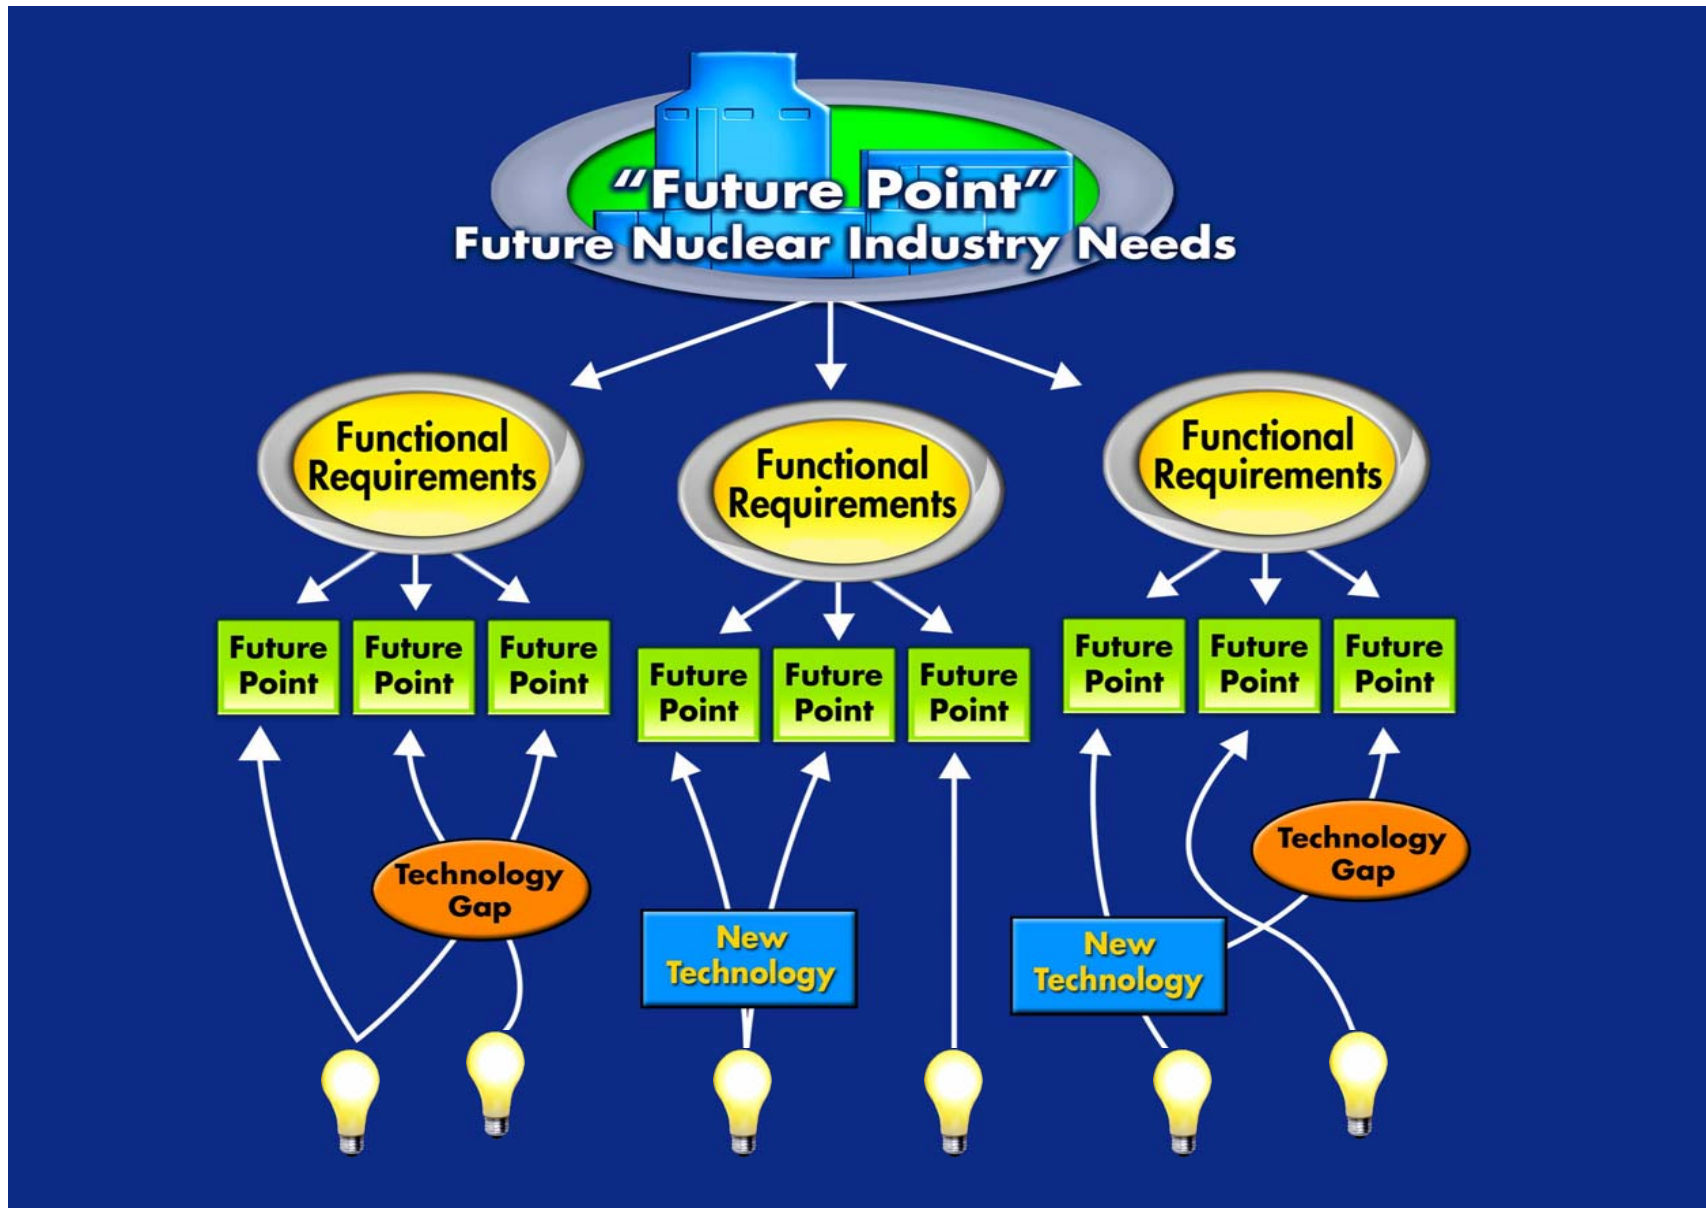 “Future Point”
Future Nuclear Industry Needs
Functional
Requirements
Functional
Requirements
Functional
Requirements
Future
Point
Future
Point
Future
Point
Future
Point
Future
Point
Future
Point
Future
Point
Future
Point
Future
Point
Technology
Gap
Technology
Gap
New
Technology
New
Technology